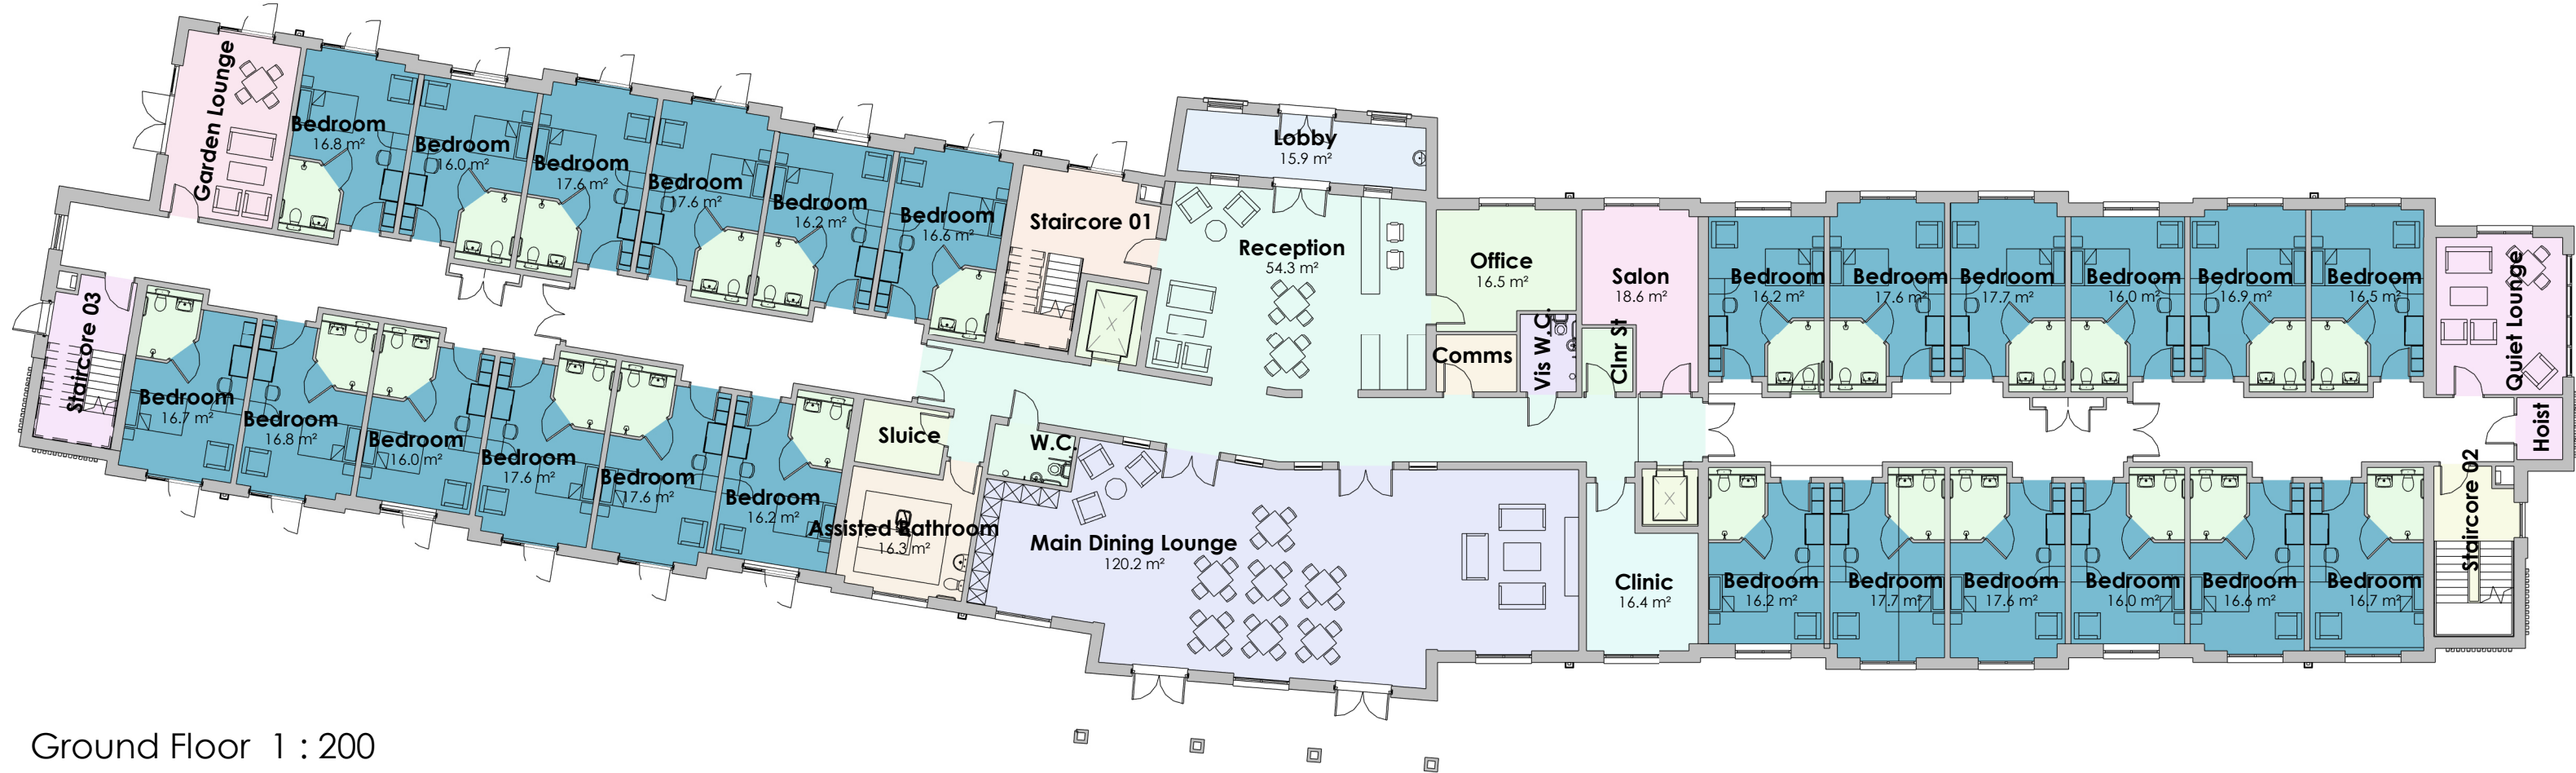 Garden Lounge
Bedroom
16.8 m²
Bedroom
16.0 m²
Bedroom
17.6 m²
Bedroom
17.6 m²
Bedroom
16.2 m²
Bedroom
16.6 m²
Staircore 01
Lobby
15.9 m²
Reception
54.3 m²
Office
16.5 m²
Comms
Vis W.C.
Clnr St
Salon
18.6 m²
Bedroom
16.2 m²
Bedroom
17.6 m²
Bedroom
17.7 m²
Bedroom
16.0 m²
Bedroom
16.9 m²
Bedroom
16.5 m²
Quiet Lounge
Hoist
Staircore 03
Bedroom
16.7 m²
Bedroom
16.8 m²
Bedroom
16.0 m²
Bedroom
17.6 m²
Bedroom
17.6 m²
Bedroom
16.2 m²
Sluice
W.C.
Assisted Bathroom
16.3 m²
Main Dining Lounge
120.2 m²
Clinic
16.4 m²
Bedroom
16.2 m²
Bedroom
17.7 m²
Bedroom
17.6 m²
Bedroom
16.0 m²
Bedroom
16.6 m²
Bedroom
16.7 m²
Staircore 02
Ground Floor 1 : 200